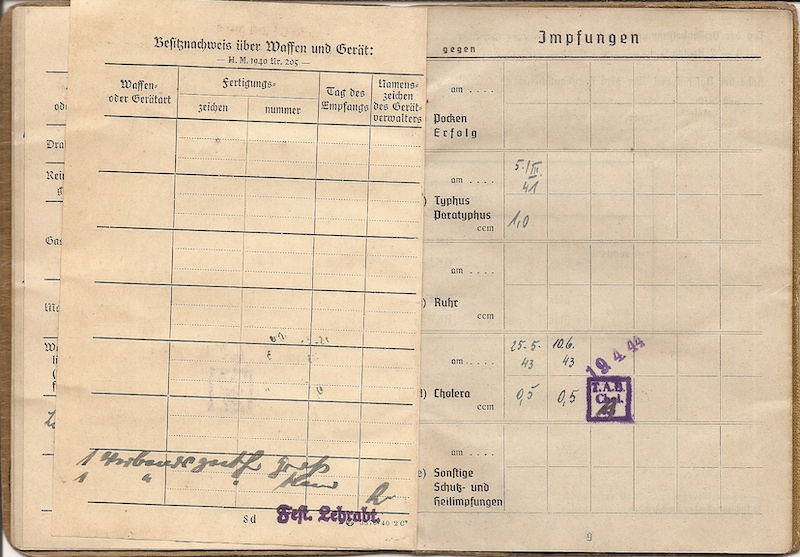 Besitznachweis über Waffen und Gerät:
— H. M. 1940 Nr. 205 —
Waffen-
oder Gerätart
Fertigungs-
zeichen
nummer
Tag des
Empfangs
Namens-
zeichen
des Gerät-
verwalters
8d
Fest. Lehrabt.
gegen
Impfungen
am . . . .
Pocken
Erfolg
am . . . .
5./III.
41
Typhus
Paratyphus
ccm
1,0
am . . . .
) Ruhr
ccm
am . . . .
25.5.
43
10.6.
43
19.4.44
) Cholera
ccm
0,5
0,5
T.A.B.
Chol.
am . . . .
e) Sonstige
Schutz- und
Heilimpfungen
9